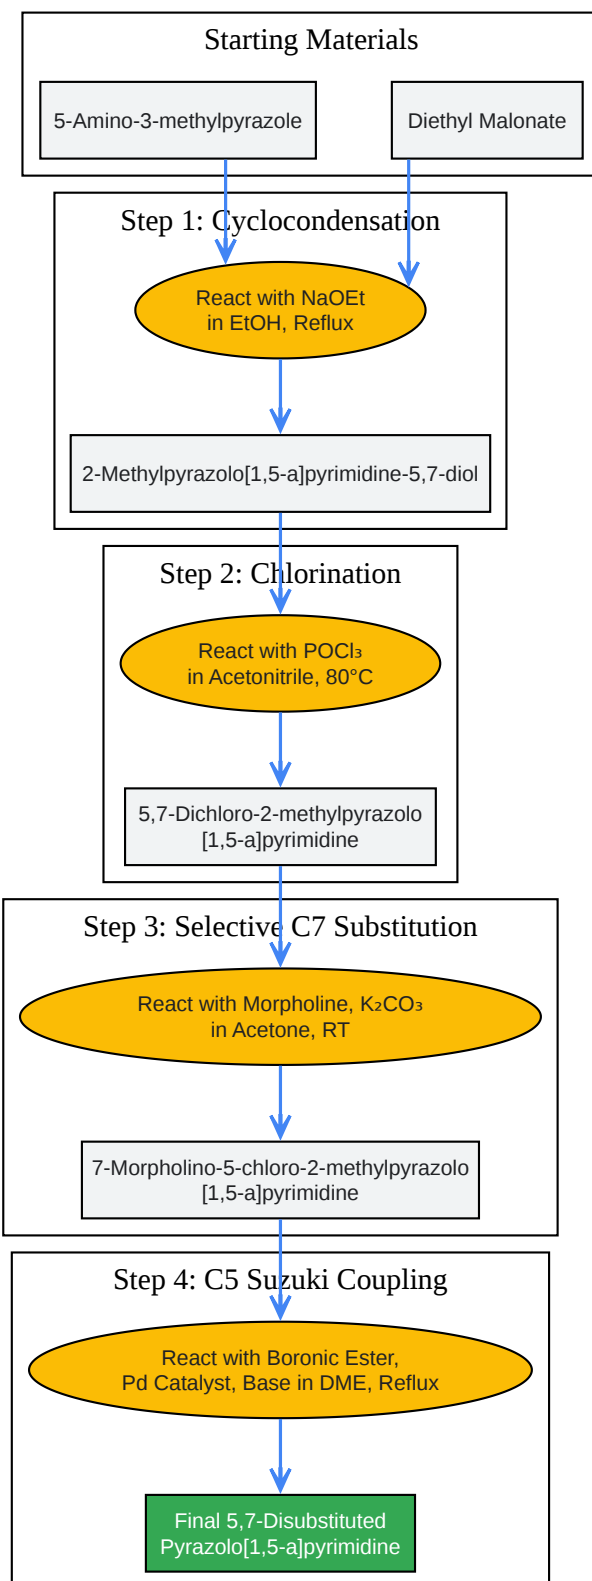 Starting Materials
5-Amino-3-methylpyrazole
Diethyl Malonate
Step 1: Cyclocondensation
React with NaOEt
in EtOH, Reflux
2-Methylpyrazolo[1,5-a]pyrimidine-5,7-diol
Step 2: Chlorination
React with POCl₃
in Acetonitrile, 80°C
5,7-Dichloro-2-methylpyrazolo
[1,5-a]pyrimidine
Step 3: Selective C7 Substitution
React with Morpholine, K₂CO₃
in Acetone, RT
7-Morpholino-5-chloro-2-methylpyrazolo
[1,5-a]pyrimidine
Step 4: C5 Suzuki Coupling
React with Boronic Ester,
Pd Catalyst, Base in DME, Reflux
Final 5,7-Disubstituted
Pyrazolo[1,5-a]pyrimidine